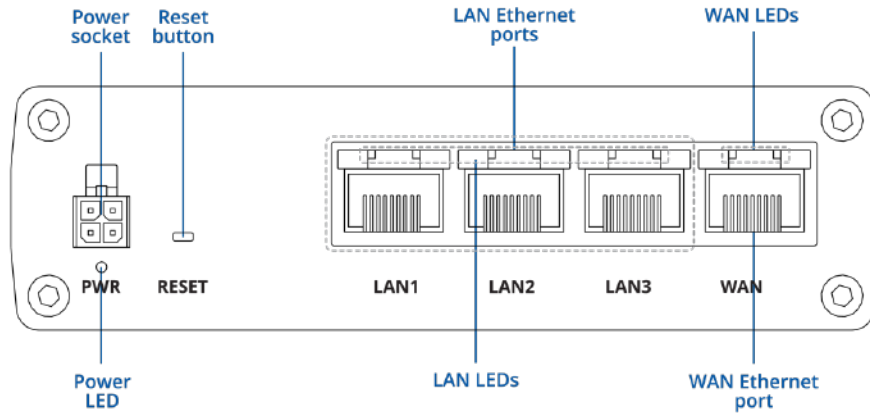 Power
socket
Reset
button
LAN Ethernet
ports
WAN LEDs
PWR
RESET
LAN1
LAN2
LAN3
WAN
Power
LED
LAN LEDs
WAN Ethernet
port